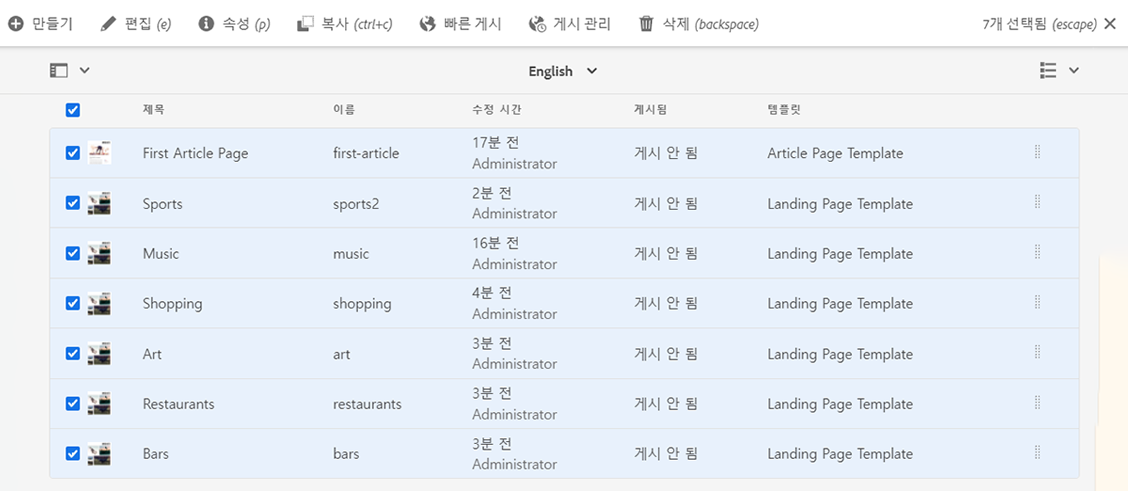 만들기 편집 (e) 속성 (p) 복사 (ctrl+c) 빠른 게시 게시 관리 삭제 (backspace) 7개 선택됨 (escape)
English
제목 이름 수정 시간 게시됨 템플릿
First Article Page first-article 17분 전 Administrator 게시 안 됨 Article Page Template
Sports sports2 2분 전 Administrator 게시 안 됨 Landing Page Template
Music music 16분 전 Administrator 게시 안 됨 Landing Page Template
Shopping shopping 4분 전 Administrator 게시 안 됨 Landing Page Template
Art art 3분 전 Administrator 게시 안 됨 Landing Page Template
Restaurants restaurants 3분 전 Administrator 게시 안 됨 Landing Page Template
Bars bars 3분 전 Administrator 게시 안 됨 Landing Page Template